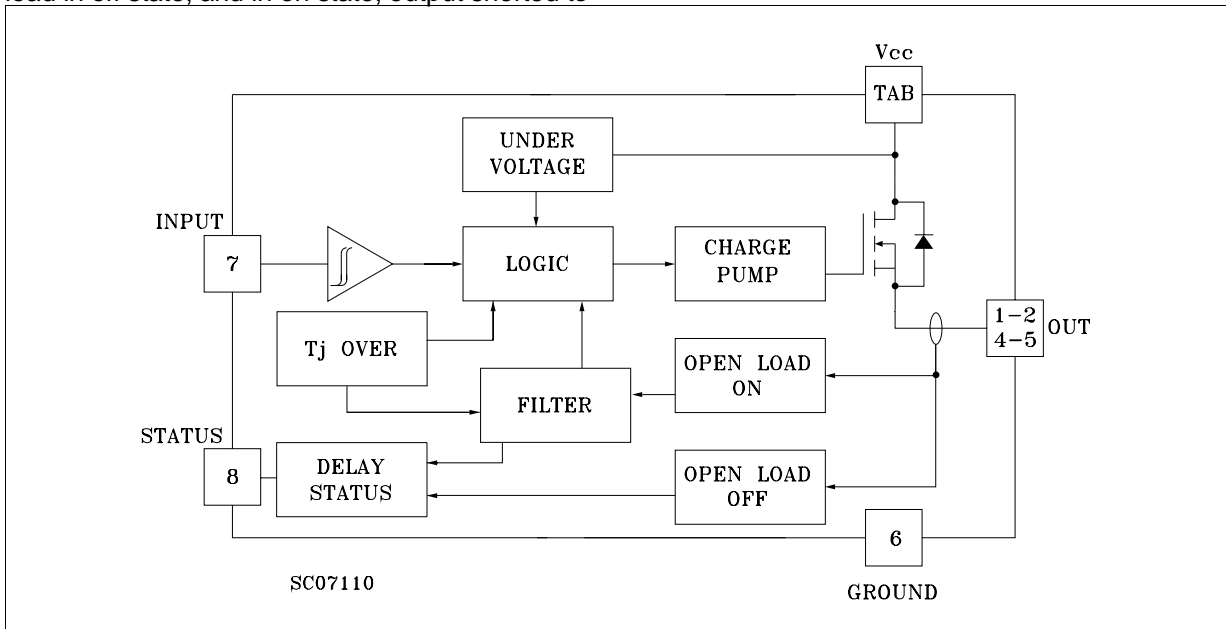 load in off state, and in on state, output shorted to
Vcc
TAB
UNDER
VOLTAGE
INPUT
7
LOGIC
CHARGE
PUMP
1-2
4-5
OUT
Tj OVER
OPEN LOAD
ON
FILTER
STATUS
8
DELAY
STATUS
OPEN LOAD
OFF
6
SC07110
GROUND